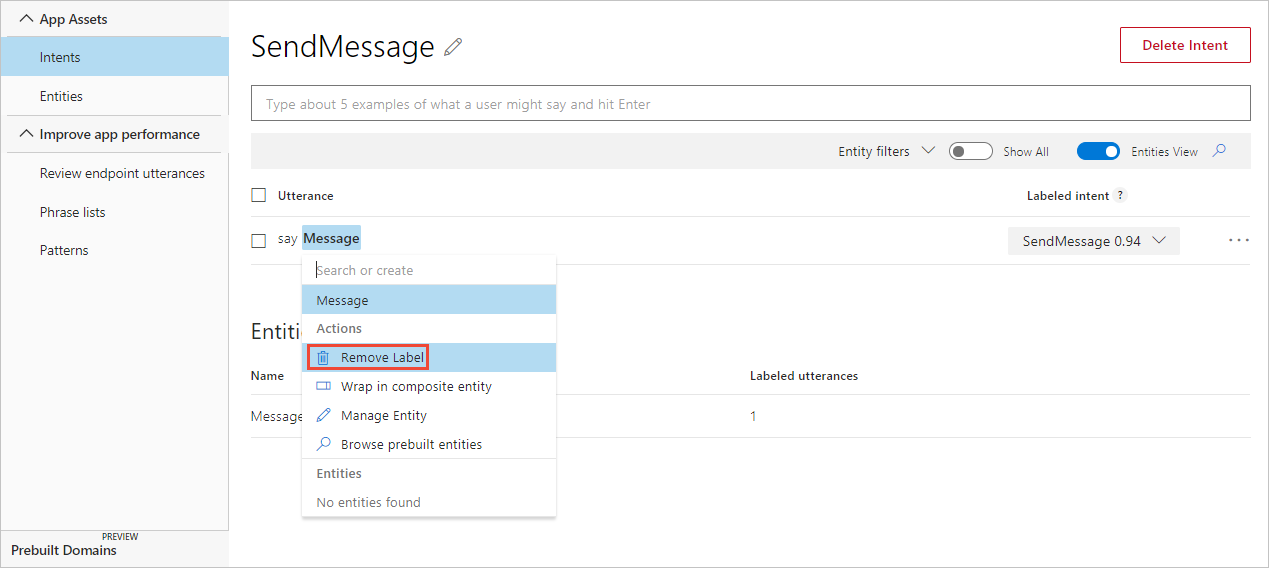 App Assets
Intents
Entities
Improve app performance
Review endpoint utterances
Phrase lists
Patterns
PREVIEW
Prebuilt Domains
SendMessage
Delete Intent
Type about 5 examples of what a user might say and hit Enter
Entity filters Show All Entities View
Utterance Labeled intent ?
say Message SendMessage 0.94 ...
Search or create
Message
Actions
Remove Label
Wrap in composite entity
Manage Entity
Browse prebuilt entities
Entities
No entities found
Entiti
Name Labeled utterances
Message 1